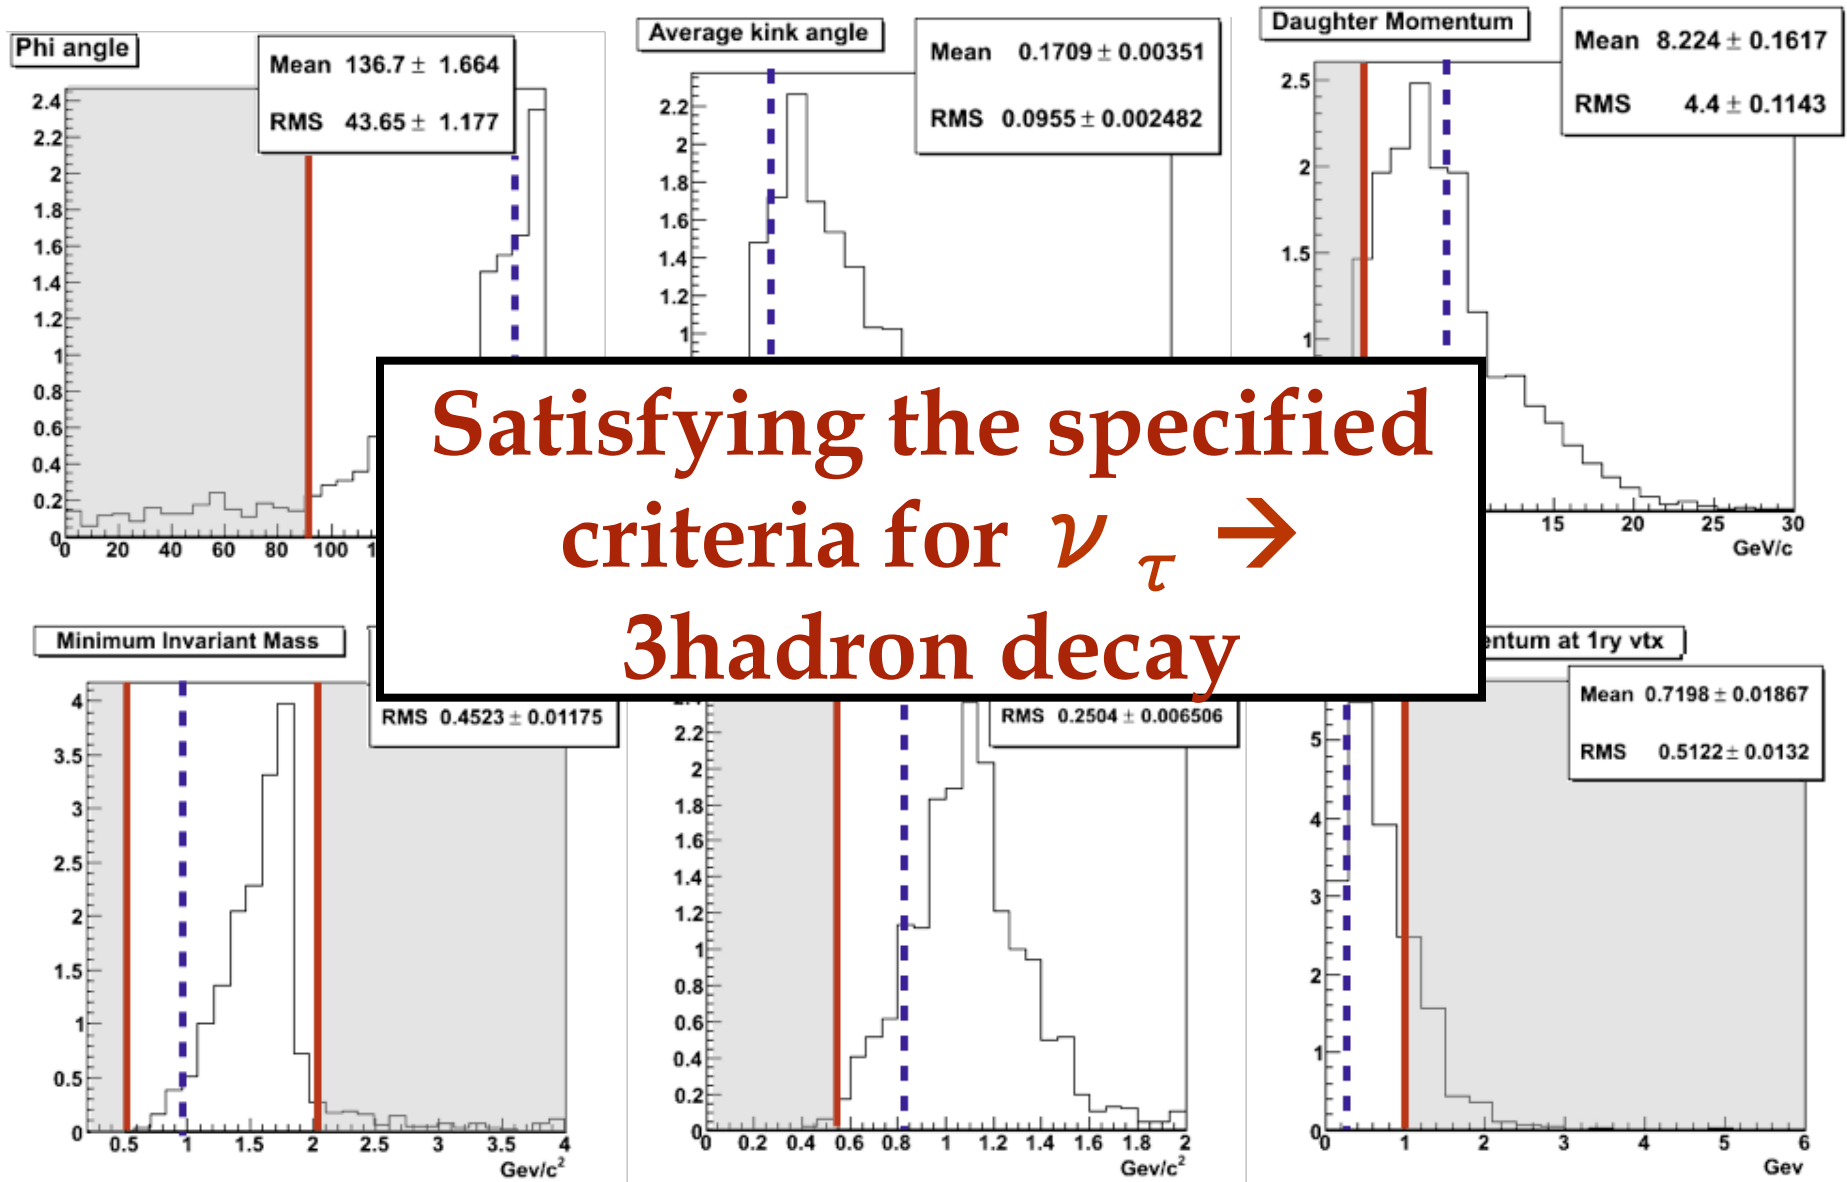 Phi angle
Mean 136.7 ± 1.664
RMS 43.65 ± 1.177
2.4
2.2
2
1.8
1.6
1.4
1.2
1
0.8
0.6
0.4
0.2
0
0 20 40 60 80 100
Average kink angle
Mean 0.1709 ± 0.00351
RMS 0.0955 ± 0.002482
2.2
2
1.8
1.6
1.4
1.2
1
Daughter Momentum
Mean 8.224 ± 0.1617
RMS 4.4 ± 0.1143
2.5
2
1.5
1
15 20 25 30
GeV/c
Satisfying the specified
criteria for ν τ →
3hadron decay
Minimum Invariant Mass
RMS 0.4523 ± 0.01175
4
3.5
3
2.5
2
1.5
1
0.5
0
0.5 1 1.5 2 2.5 3 3.5 4
Gev/c²
RMS 0.2504 ± 0.006506
2.2
2
1.8
1.6
1.4
1.2
1
0.8
0.6
0.4
0.2
0
0 0.2 0.4 0.6 0.8 1 1.2 1.4 1.6 1.8 2
Gev/c²
entum at 1ry vtx
Mean 0.7198 ± 0.01867
RMS 0.5122 ± 0.0132
5
4
3
2
1
0
0 1 2 3 4 5 6
Gev